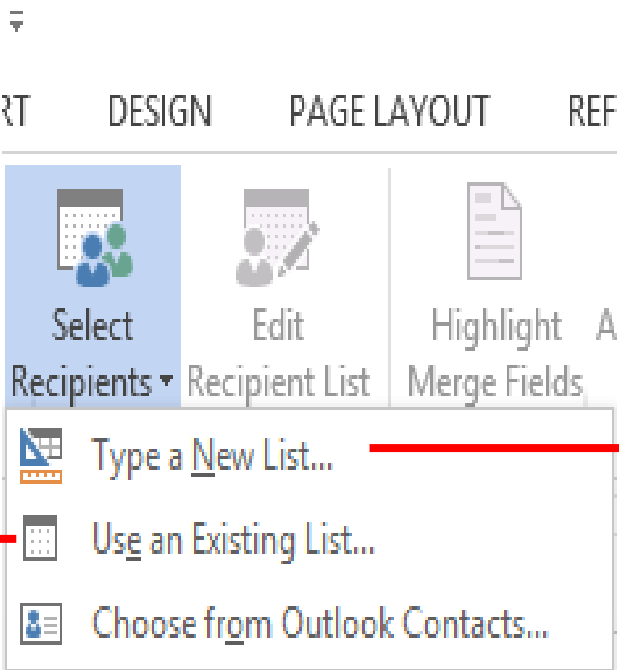 RT DESIGN PAGE LAYOUT REF
Select Edit Highlight A
Recipients Recipient List Merge Fields
Type a New List...
Use an Existing List...
Choose from Outlook Contacts...